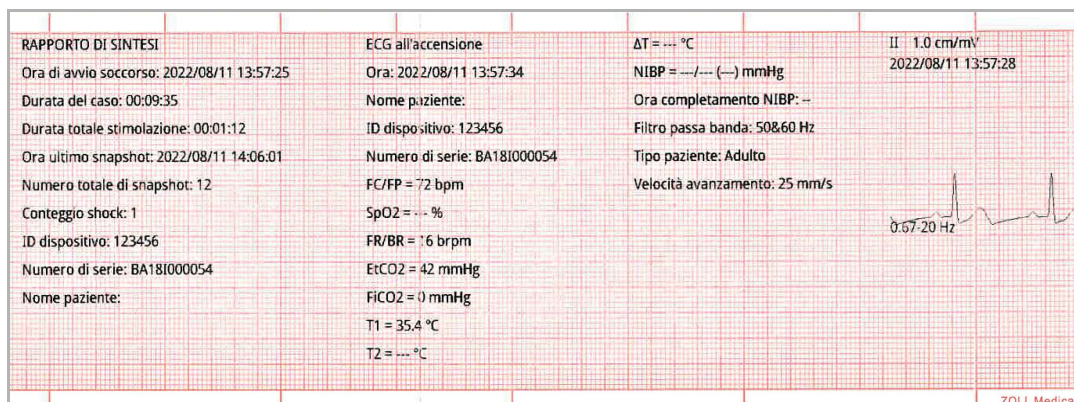 RAPPORTO DI SINTESI
Ora di avvio soccorso: 2022/08/11 13:57:25
Durata del caso: 00:09:35
Durata totale stimolazione: 00:01:12
Ora ultimo snapshot: 2022/08/11 14:06:01
Numero totale di snapshot: 12
Conteggio shock: 1
ID dispositivo: 123456
Numero di serie: BA18I000054
Nome paziente:
ECG all'accensione
Ora: 2022/08/11 13:57:34
Nome paziente:
ID dispositivo: 123456
Numero di serie: BA18I000054
FC/FP = 72 bpm
SpO2 = --- %
FR/BR = 16 brpm
EtCO2 = 42 mmHg
FiCO2 = 0 mmHg
T1 = 35.4 °C
T2 = --- °C
ΔT = --- °C
NIBP = ---/--- (---) mmHg
Ora completamento NIBP: --
Filtro passa banda: 50&60 Hz
Tipo paziente: Adulto
Velocità avanzamento: 25 mm/s
II 1.0 cm/mV
2022/08/11 13:57:28
0.67-20 Hz
ZOLL Medica